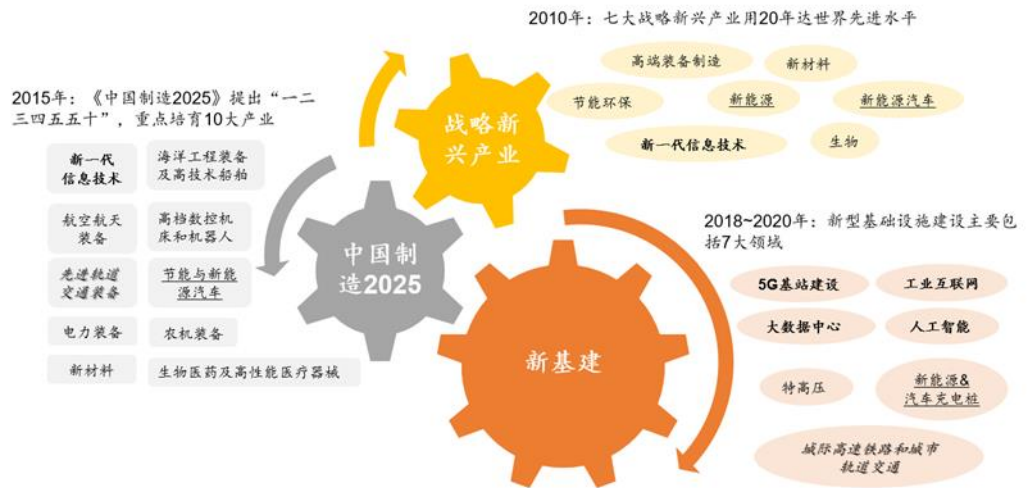 2010年：七大战略新兴产业用20年达世界先进水平
高端装备制造
新材料
节能环保
新能源
新能源汽车
新一代信息技术
生物
战略新
兴产业
2015年：《中国制造2025》提出“一二
三四五五十”，重点培育10大产业
新一代
信息技术
海洋工程装备
及高技术船舶
航空航天
装备
高档数控机
床和机器人
先进轨道
交通装备
节能与新能
源汽车
电力装备
农机装备
新材料
生物医药及高性能医疗器械
中国制
造2025
2018~2020年：新型基础设施建设主要包
括7大领域
5G基站建设
工业互联网
大数据中心
人工智能
特高压
新能源&
汽车充电桩
城际高速铁路和城市
轨道交通
新基建